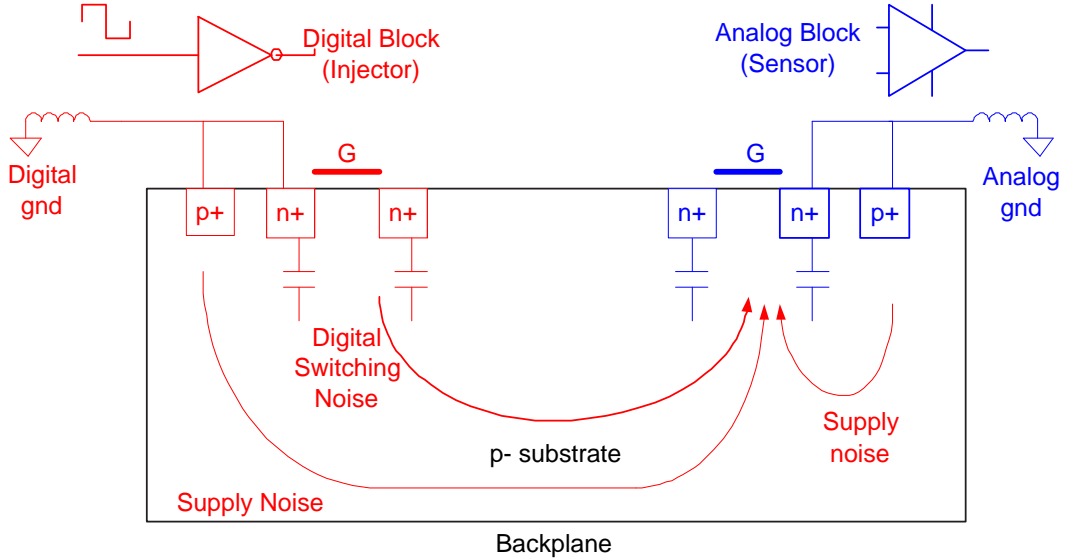 Digital Block
(Injector)
Analog Block
(Sensor)
Digital
gnd
G
G
Analog
gnd
p+
n+
n+
n+
n+
p+
Digital
Switching
Noise
Supply
noise
p- substrate
Supply Noise
Backplane